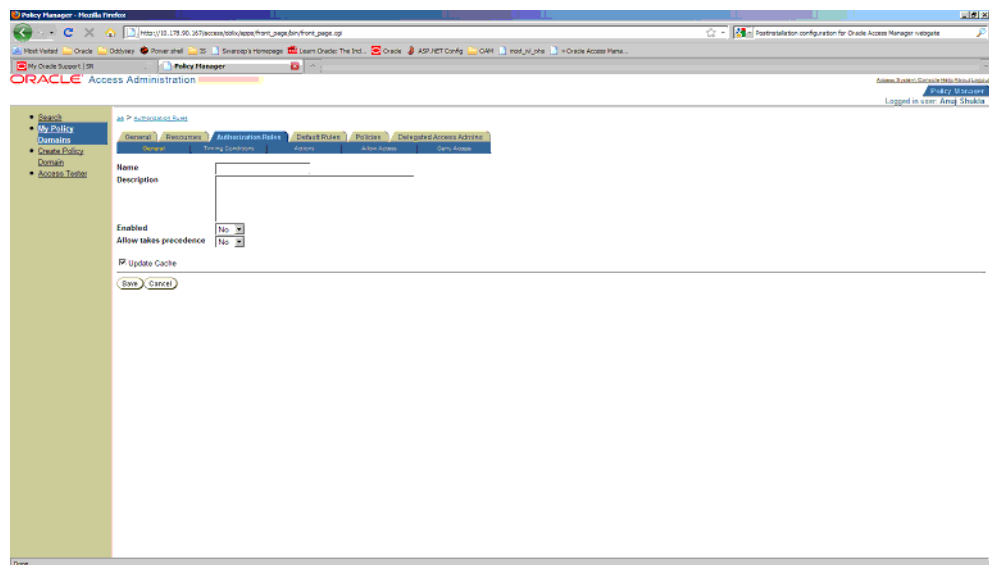 Policy Manager - Mozilla Firefox
http://10.178.90.167/access/oblix/apps/front_page/bin/front_page.cgi
Postinstallation configuration for Oracle Access Manager webgate
Most Visited Oracle Oddyssey Power shell Swaroop's Homepage Learn Oracle: The Ind... Oracle ASP.NET Config OAM mod_wl_ohs >Oracle Access Mana...
My Oracle Support | SR Policy Manager
ORACLE Access Administration
Access System Console Help About Logout
Policy Manager
Logged in user: Anuj Shukla
Search
My Policy
Domains
Create Policy
Domain
Access Tester
> Authorization Rules
General Resources Authorization Rules Default Rules Policies Delegated Access Admins
General Timing Conditions Actions Allow Access Deny Access
Name
Description
Enabled No
Allow takes precedence No
Update Cache
Save Cancel
Done